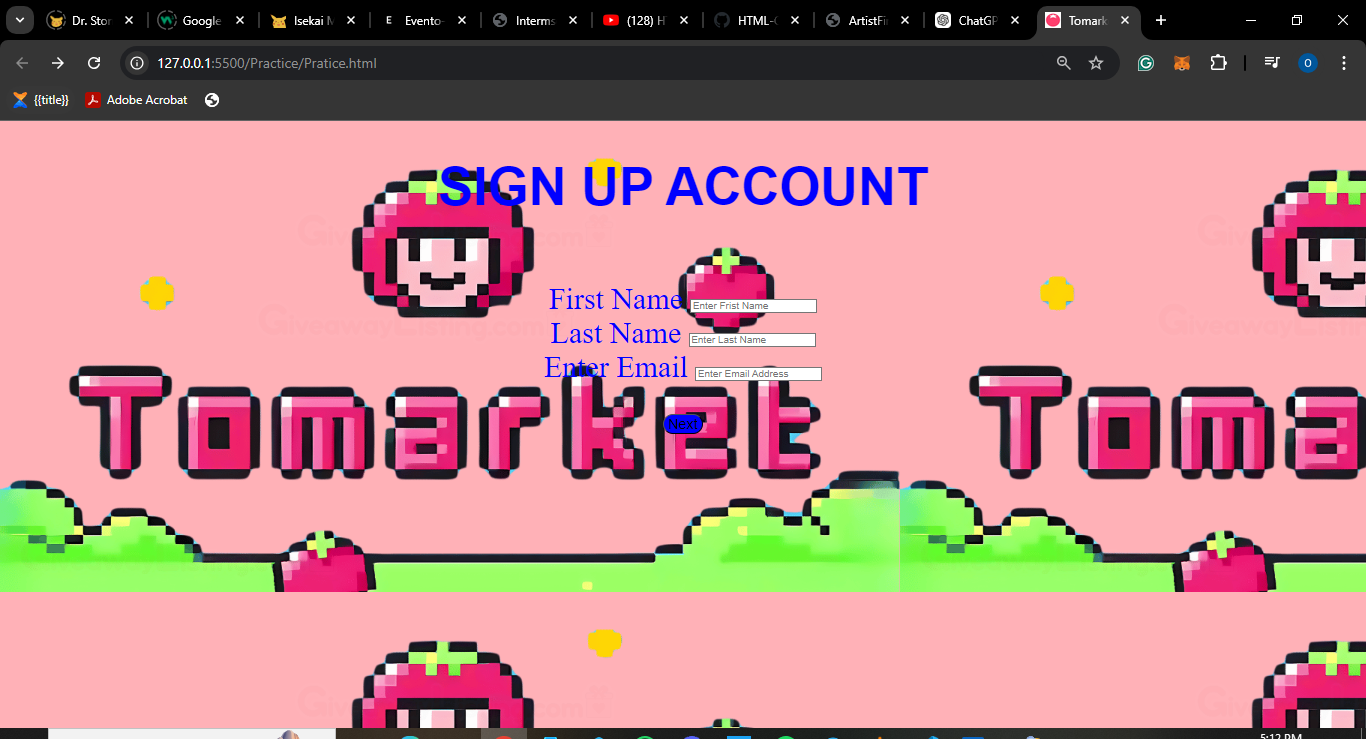 Dr. Stor
Google
Isekai M
Evento-
Interms
(128) H
HTML-C
ArtistFi
ChatGP
Tomark
127.0.0.1:5500/Practice/Pratice.html
O
{{title}}
Adobe Acrobat
SIGN UP ACCOUNT
First Name
Enter Frist Name
Last Name
Enter Last Name
Enter Email
Enter Email Address
Next
Tomarket
Toma
5:12 PM